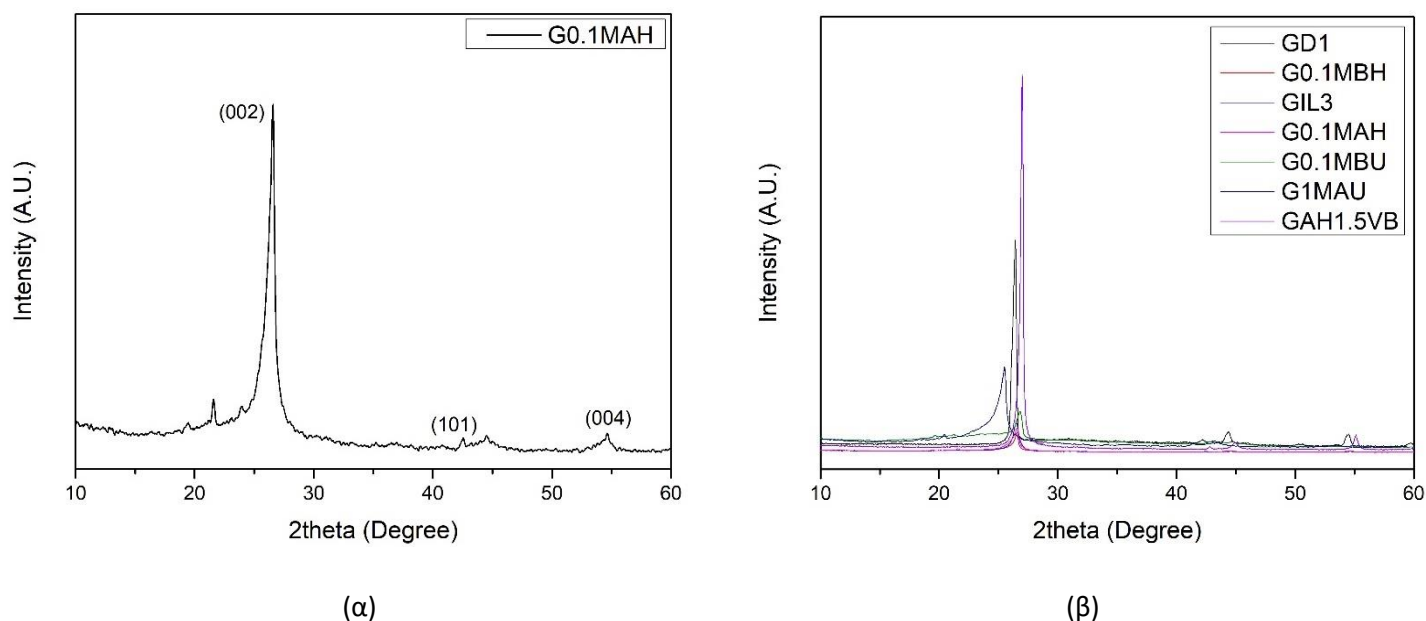 G0.1MAH
(002)
(101)
(004)
Intensity (A.U.)
10 20 30 40 50 60
2theta (Degree)
(α)
GD1
G0.1MBH
GIL3
G0.1MAH
G0.1MBU
G1MAU
GAH1.5VB
Intensity (A.U.)
10 20 30 40 50 60
2theta (Degree)
(β)